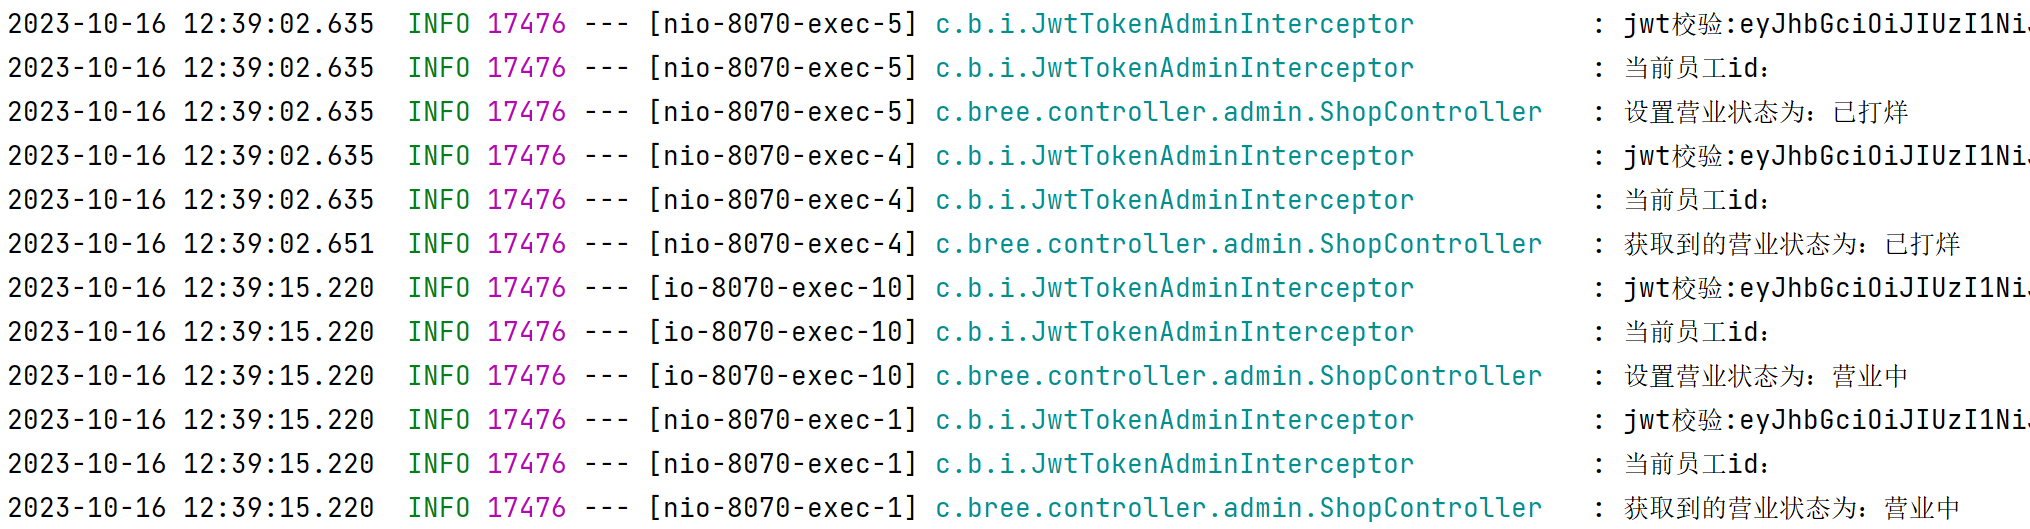 2023-10-16 12:39:02.635  INFO 17476 --- [nio-8070-exec-5] c.b.i.JwtTokenAdminInterceptor           : jwt校验:eyJhbGciOiJIUzI1NiJ
2023-10-16 12:39:02.635  INFO 17476 --- [nio-8070-exec-5] c.b.i.JwtTokenAdminInterceptor           : 当前员工id：
2023-10-16 12:39:02.635  INFO 17476 --- [nio-8070-exec-5] c.bree.controller.admin.ShopController   : 设置营业状态为：已打烊
2023-10-16 12:39:02.635  INFO 17476 --- [nio-8070-exec-4] c.b.i.JwtTokenAdminInterceptor           : jwt校验:eyJhbGciOiJIUzI1NiJ
2023-10-16 12:39:02.635  INFO 17476 --- [nio-8070-exec-4] c.b.i.JwtTokenAdminInterceptor           : 当前员工id：
2023-10-16 12:39:02.651  INFO 17476 --- [nio-8070-exec-4] c.bree.controller.admin.ShopController   : 获取到的营业状态为：已打烊
2023-10-16 12:39:15.220  INFO 17476 --- [io-8070-exec-10] c.b.i.JwtTokenAdminInterceptor           : jwt校验:eyJhbGciOiJIUzI1NiJ
2023-10-16 12:39:15.220  INFO 17476 --- [io-8070-exec-10] c.b.i.JwtTokenAdminInterceptor           : 当前员工id：
2023-10-16 12:39:15.220  INFO 17476 --- [io-8070-exec-10] c.bree.controller.admin.ShopController   : 设置营业状态为：营业中
2023-10-16 12:39:15.220  INFO 17476 --- [nio-8070-exec-1] c.b.i.JwtTokenAdminInterceptor           : jwt校验:eyJhbGciOiJIUzI1NiJ
2023-10-16 12:39:15.220  INFO 17476 --- [nio-8070-exec-1] c.b.i.JwtTokenAdminInterceptor           : 当前员工id：
2023-10-16 12:39:15.220  INFO 17476 --- [nio-8070-exec-1] c.bree.controller.admin.ShopController   : 获取到的营业状态为：营业中